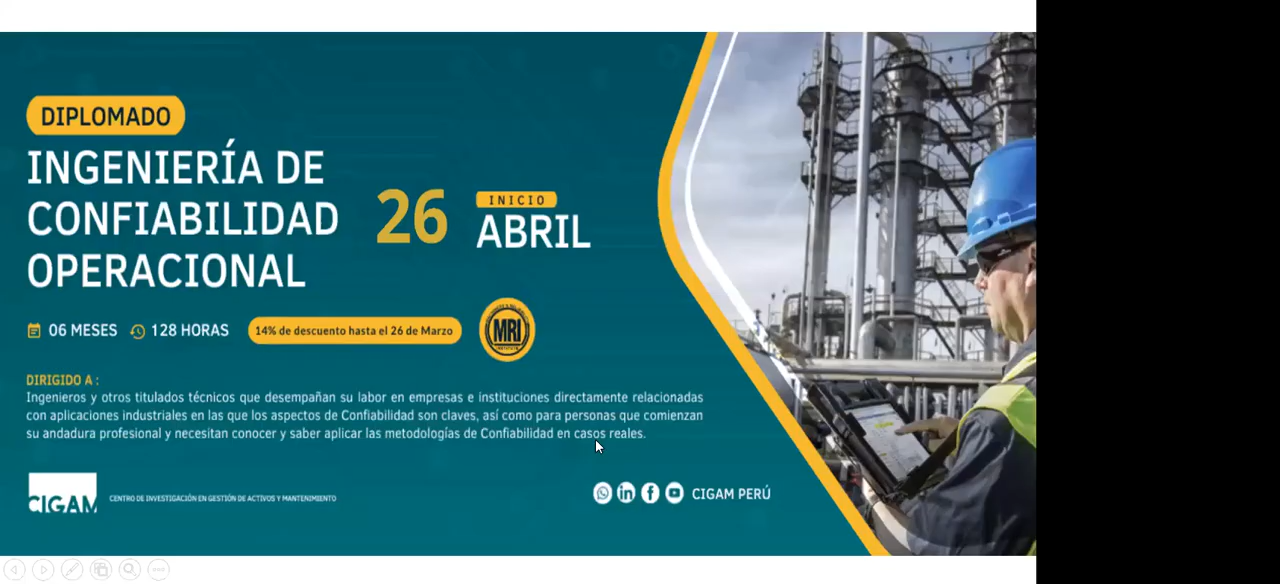 DIPLOMADO
INGENIERÍA DE
CONFIABILIDAD
OPERACIONAL
26
INICIO
ABRIL
06 MESES
128 HORAS
14% de descuento hasta el 26 de Marzo
MRI
DIRIGIDO A :
Ingenieros y otros titulados técnicos que desempañan su labor en empresas e instituciones directamente relacionadas
con aplicaciones industriales en las que los aspectos de Confiabilidad son claves, así como para personas que comienzan
su andadura profesional y necesitan conocer y saber aplicar las metodologías de Confiabilidad en casos reales.
CIGAM
CENTRO DE INVESTIGACIÓN EN GESTIÓN DE ACTIVOS Y MANTENIMIENTO
CIGAM PERÚ